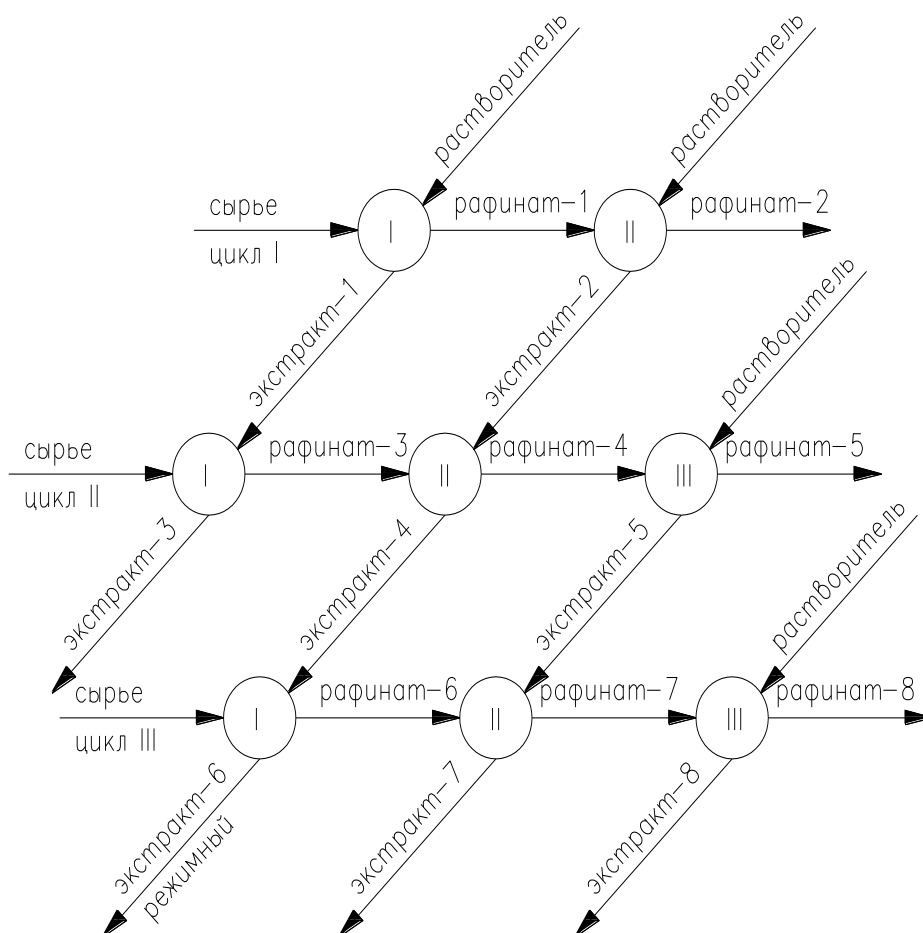 растворитель
растворитель
сырье
цикл I
I
рафинат-1
II
рафинат-2
экстракт-1
экстракт-2
растворитель
сырье
цикл II
I
рафинат-3
II
рафинат-4
III
рафинат-5
экстракт-3
экстракт-4
экстракт-5
растворитель
сырье
цикл III
I
рафинат-6
II
рафинат-7
III
рафинат-8
экстракт-6
режимный
экстракт-7
экстракт-8